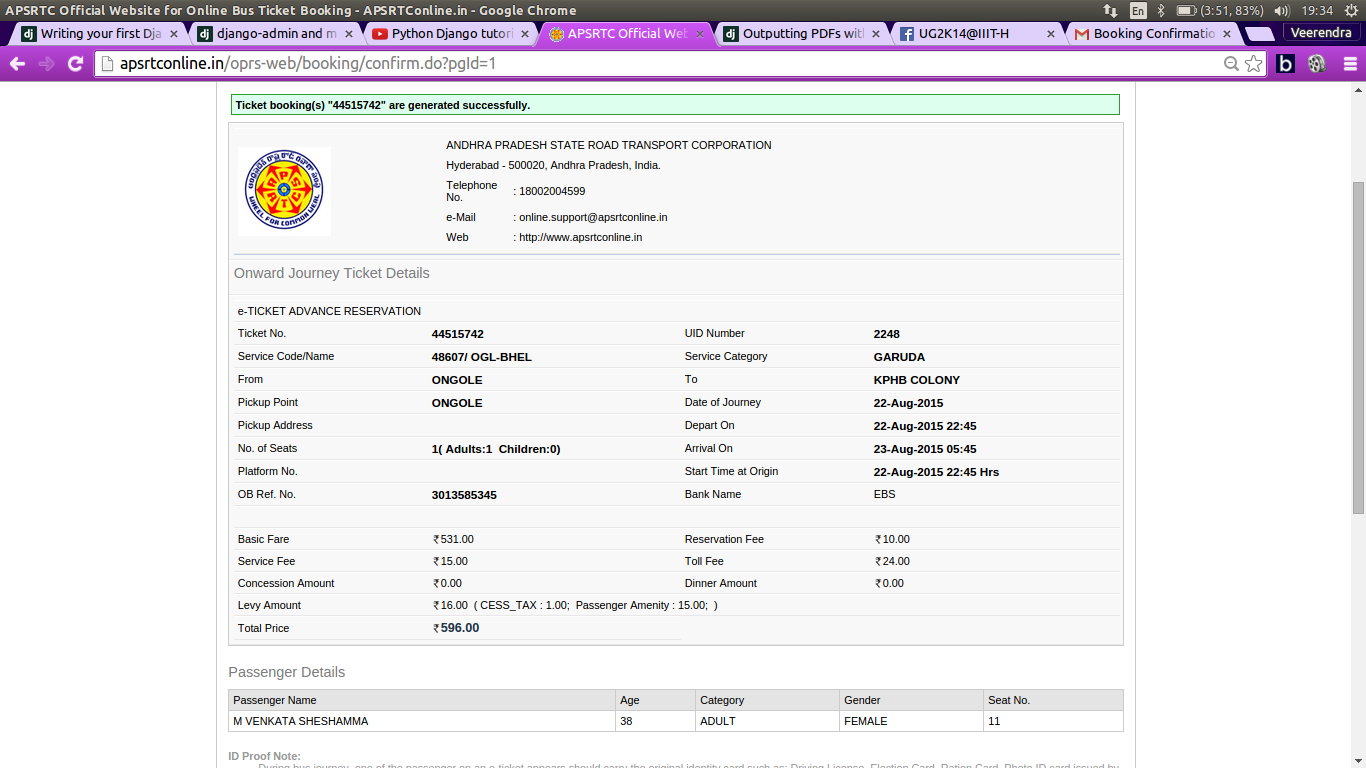 APSRTC Official Website for Online Bus Ticket Booking - APSRTConline.in - Google Chrome En (3:51, 83%) 19:34
Writing your first Dja django-admin and m Python Django tutori APSRTC Official Web Outputting PDFs wit UG2K14@IIIT-H Booking Confirmatio Veerendra
apsrtconline.in/oprs-web/booking/confirm.do?pgId=1
Ticket booking(s) "44515742" are generated successfully.
ANDHRA PRADESH STATE ROAD TRANSPORT CORPORATION
Hyderabad - 500020, Andhra Pradesh, India.
Telephone No. : 18002004599
e-Mail : online.support@apsrtconline.in
Web : http://www.apsrtconline.in
APSRTC
WHEEL FOR COMMON WEAL
Onward Journey Ticket Details
e-TICKET ADVANCE RESERVATION
Ticket No. 44515742 UID Number 2248
Service Code/Name 48607/ OGL-BHEL Service Category GARUDA
From ONGOLE To KPHB COLONY
Pickup Point ONGOLE Date of Journey 22-Aug-2015
Pickup Address Depart On 22-Aug-2015 22:45
No. of Seats 1( Adults:1 Children:0) Arrival On 23-Aug-2015 05:45
Platform No. Start Time at Origin 22-Aug-2015 22:45 Hrs
OB Ref. No. 3013585345 Bank Name EBS
Basic Fare ₹531.00 Reservation Fee ₹10.00
Service Fee ₹15.00 Toll Fee ₹24.00
Concession Amount ₹0.00 Dinner Amount ₹0.00
Levy Amount ₹16.00 ( CESS_TAX : 1.00; Passenger Amenity : 15.00; )
Total Price ₹596.00
Passenger Details
Passenger Name Age Category Gender Seat No.
M VENKATA SHESHAMMA 38 ADULT FEMALE 11
ID Proof Note:
During bus journey, one of the passenger on an e-ticket appears should carry the original identity card such as: Driving License, Election Card, Ration Card, Photo ID card issued by